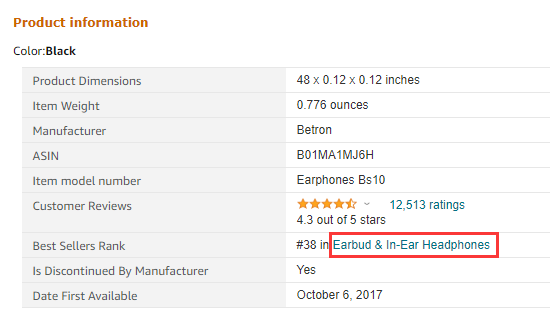 Product information
Color:Black
Product Dimensions 48 x 0.12 x 0.12 inches
Item Weight 0.776 ounces
Manufacturer Betron
ASIN B01MA1MJ6H
Item model number Earphones Bs10
Customer Reviews 12,513 ratings
4.3 out of 5 stars
Best Sellers Rank #38 in Earbud & In-Ear Headphones
Is Discontinued By Manufacturer Yes
Date First Available October 6, 2017